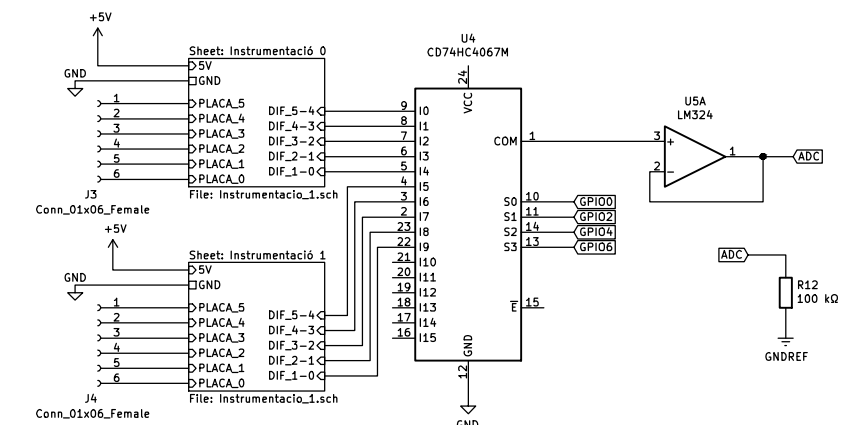 +5V
Sheet: Instrumentació 0
GND
5V
GND
1 PLACA_5
2 PLACA_4
3 PLACA_3
4 PLACA_2
5 PLACA_1
6 PLACA_0
DIF_5-4
DIF_4-3
DIF_3-2
DIF_2-1
DIF_1-0
J3
Conn_01x06_Female
File: Instrumentacio_1.sch
+5V
Sheet: Instrumentació 1
GND
5V
GND
1 PLACA_5
2 PLACA_4
3 PLACA_3
4 PLACA_2
5 PLACA_1
6 PLACA_0
DIF_5-4
DIF_4-3
DIF_3-2
DIF_2-1
DIF_1-0
J4
Conn_01x06_Female
File: Instrumentacio_1.sch
U4
CD74HC4067M
24
VCC
9 I0
8 I1
7 I2
6 I3
5 I4
4 I5
3 I6
2 I7
23 I8
22 I9
21 I10
20 I11
19 I12
18 I13
17 I14
16 I15
COM 1
S0 10 GPIO0
S1 11 GPIO2
S2 14 GPIO4
S3 13 GPIO6
E 15
GND
12
GND
U5A
LM324
3 +
2 -
1
ADC
ADC
R12
100 kΩ
GNDREF